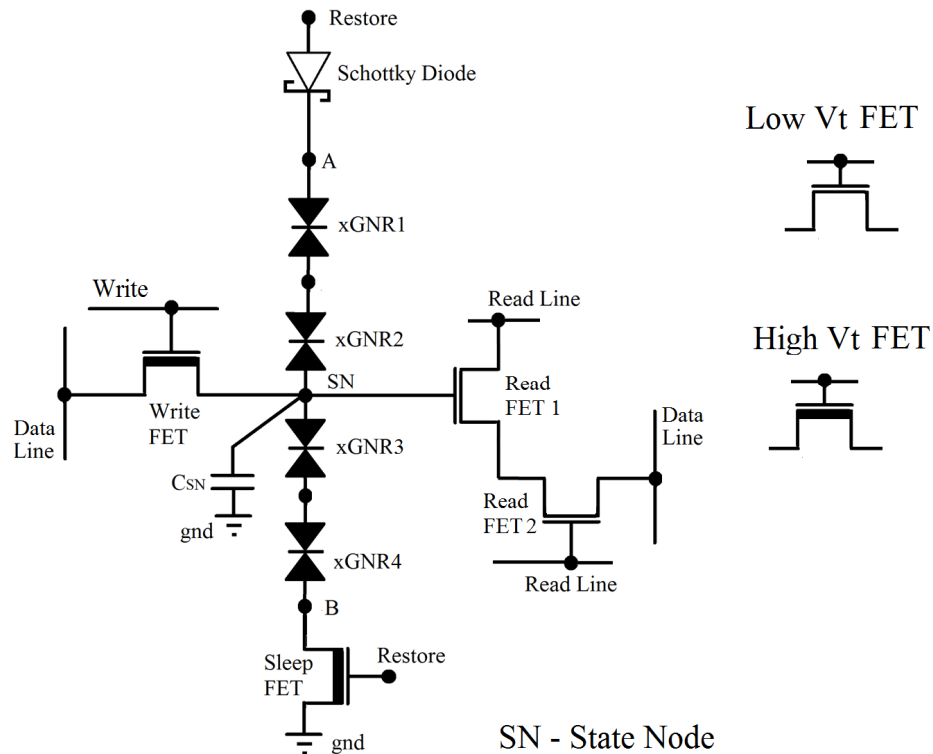 Restore
Schottky Diode
A
xGNR1
Low Vt FET
Write
Read Line
xGNR2
High Vt FET
SN
Read
FET 1
Write
FET
Data
Line
xGNR3
Data
Line
CSN
gnd
Read
FET 2
xGNR4
Read Line
B
Sleep
FET
Restore
gnd
SN - State Node